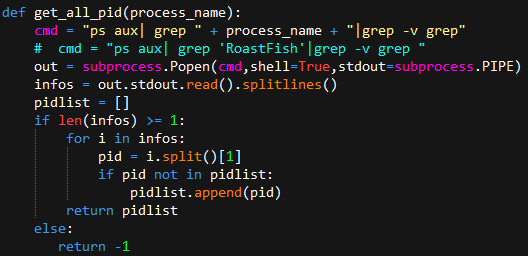 def get_all_pid(process_name):
    cmd = "ps aux| grep " + process_name + "|grep -v grep"
    #  cmd = "ps aux| grep 'RoastFish'|grep -v grep "
    out = subprocess.Popen(cmd,shell=True,stdout=subprocess.PIPE)
    infos = out.stdout.read().splitlines()
    pidlist = []
    if len(infos) >= 1:
        for i in infos:
            pid = i.split()[1]
            if pid not in pidlist:
                pidlist.append(pid)
        return pidlist
    else:
       return -1